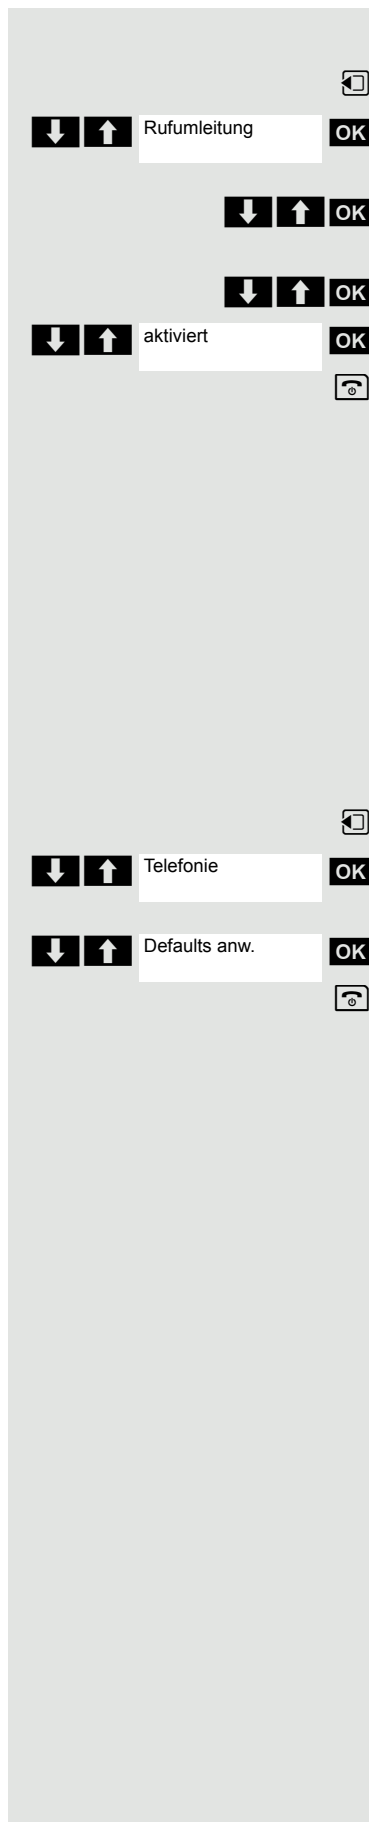 Rufumleitung OK
OK
OK
aktiviert OK
Telefonie OK
Defaults anw. OK